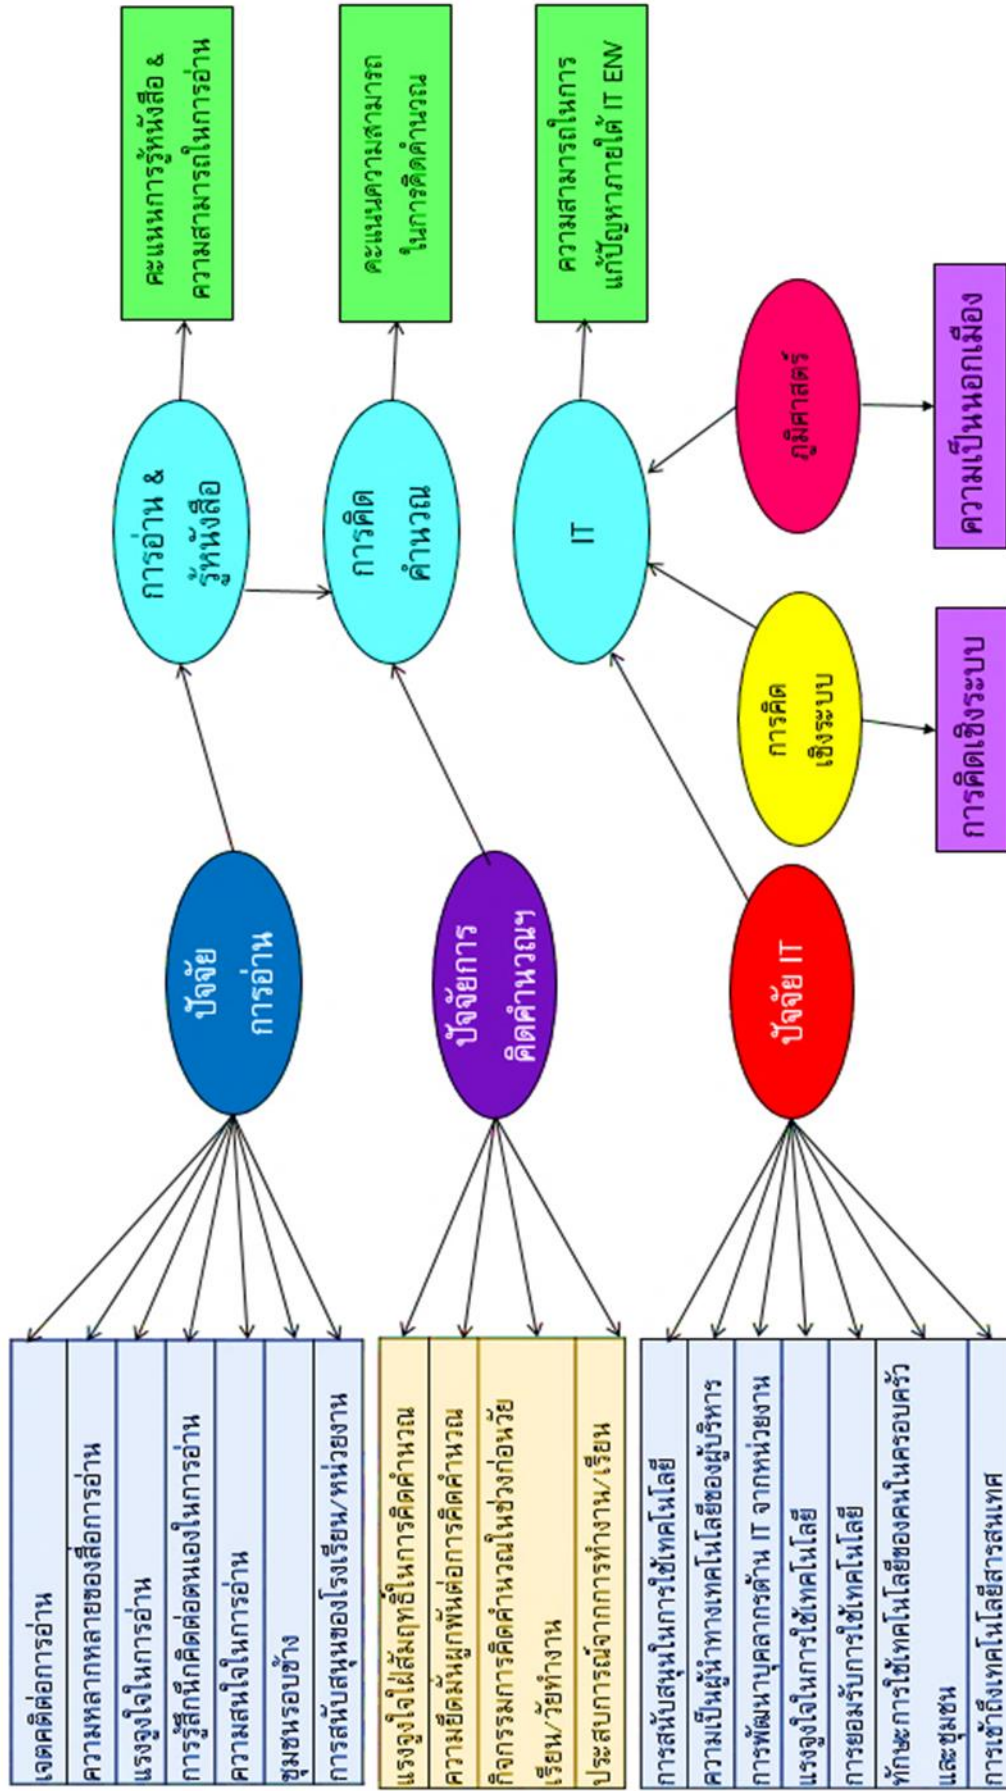 เจตคติต่อการอ่าน
ความหลากหลายของสื่อการอ่าน
แรงจูงใจในการอ่าน
การรู้สึกนึกคิดต่อตนเองในการอ่าน
ความสนใจในการอ่าน
ชุมชนรอบข้าง
การสนับสนุนของโรงเรียน/หน่วยงาน
แรงจูงใจใฝ่สัมฤทธิ์ในการคิดคำนวณ
ความยึดมั่นผูกพันต่อการคิดคำนวณ
กิจกรรมการคิดคำนวณในช่วงก่อนวัย
เรียน/วัยทำงาน
ประสบการณ์จากการทำงาน/เรียน
การสนับสนุนในการใช้เทคโนโลยี
ความเป็นผู้นำทางเทคโนโลยีของผู้บริหาร
การพัฒนาบุคลากรด้าน IT จากหน่วยงาน
แรงจูงใจในการใช้เทคโนโลยี
การยอมรับการใช้เทคโนโลยี
ทักษะการใช้เทคโนโลยีของคนในครอบครัว
และชุมชน
การเข้าถึงเทคโนโลยีสารสนเทศ
ปัจจัย
การอ่าน
ปัจจัยการ
คิดคำนวณฯ
ปัจจัย IT
การอ่าน &
รู้หนังสือ
การคิด
คำนวณ
IT
การคิด
เชิงระบบ
ภูมิศาสตร์
การคิดเชิงระบบ
ความเป็นนอกเมือง
คะแนนการรู้หนังสือ &
ความสามารถในการอ่าน
คะแนนความสามารถ
ในการคิดคำนวณ
ความสามารถในการ
แก้ปัญหาภายใต้ IT ENV